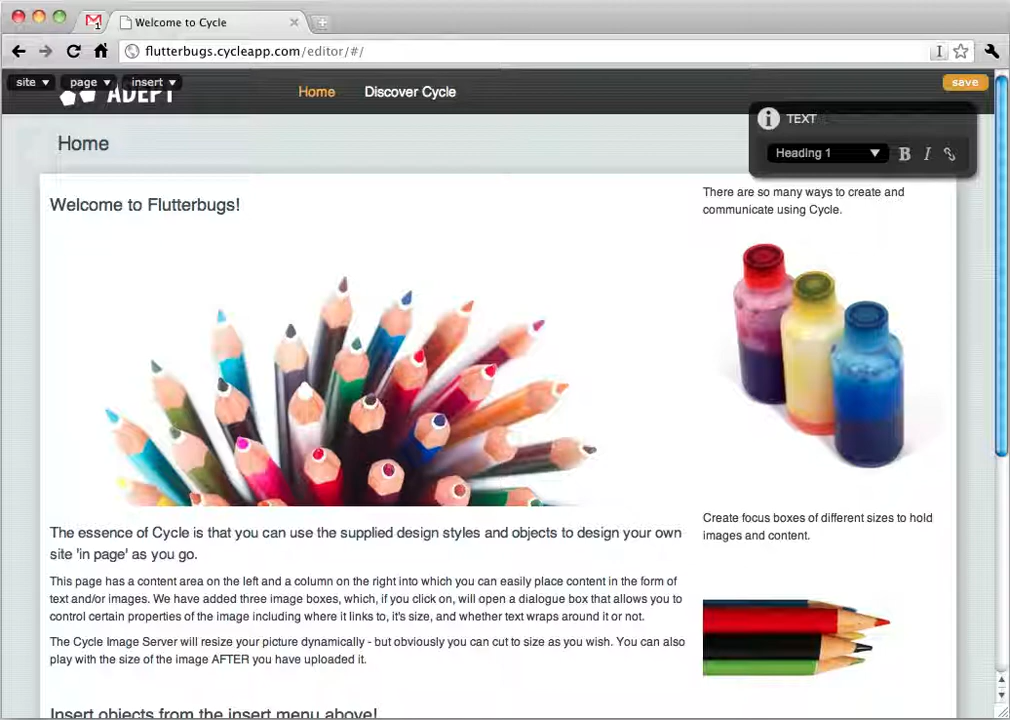 Welcome to Cycle
flutterbugs.cycleapp.com/editor/#/
site ▾ page ▾ insert ▾
save
ADEPT
Home Discover Cycle
TEXT
Heading 1 B I
Home
Welcome to Flutterbugs!
The essence of Cycle is that you can use the supplied design styles and objects to design your own
site 'in page' as you go.
This page has a content area on the left and a column on the right into which you can easily place content in the form of
text and/or images. We have added three image boxes, which, if you click on, will open a dialogue box that allows you to
control certain properties of the image including where it links to, it's size, and whether text wraps around it or not.
The Cycle Image Server will resize your picture dynamically - but obviously you can cut to size as you wish. You can also
play with the size of the image AFTER you have uploaded it.
Insert objects from the insert menu above!
There are so many ways to create and
communicate using Cycle.
Create focus boxes of different sizes to hold
images and content.